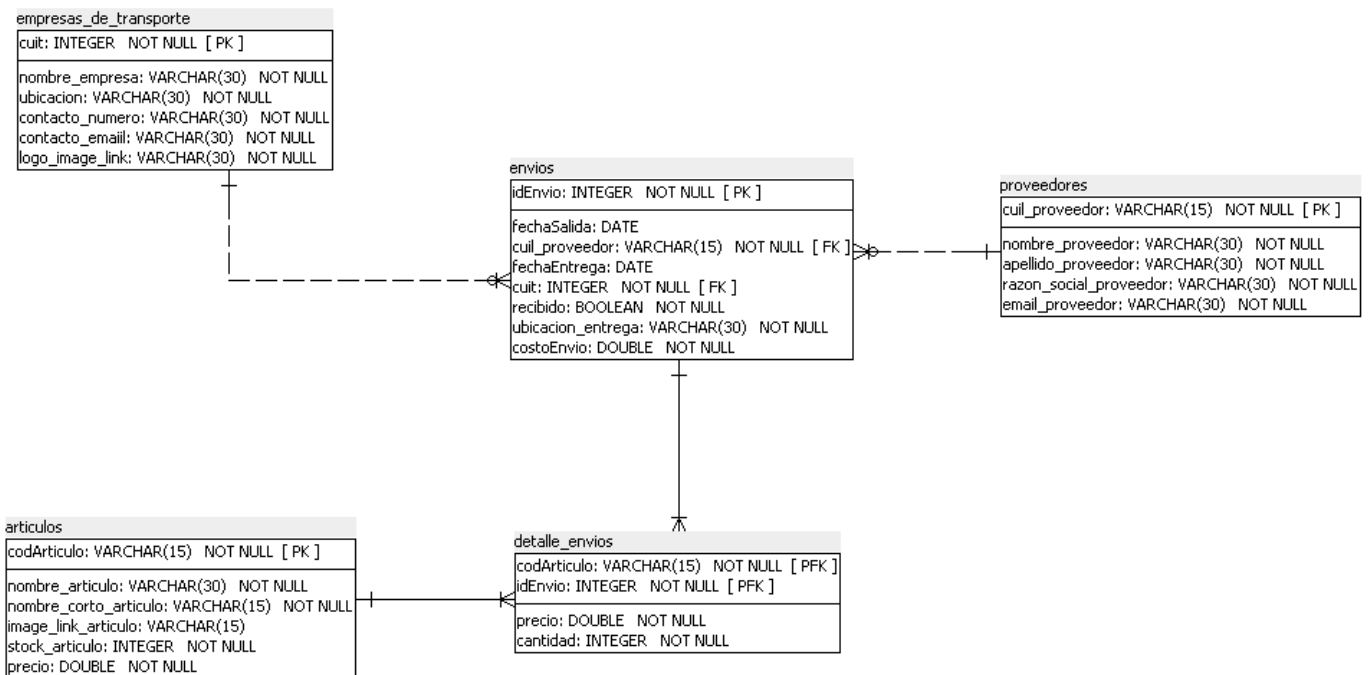 empresas_de_transporte
cuit: INTEGER NOT NULL [ PK ]
nombre_empresa: VARCHAR(30) NOT NULL
ubicacion: VARCHAR(30) NOT NULL
contacto_numero: VARCHAR(30) NOT NULL
contacto_emaiil: VARCHAR(30) NOT NULL
logo_image_link: VARCHAR(30) NOT NULL
envios
idEnvio: INTEGER NOT NULL [ PK ]
fechaSalida: DATE
cuil_proveedor: VARCHAR(15) NOT NULL [ FK ]
fechaEntrega: DATE
cuit: INTEGER NOT NULL [ FK ]
recibido: BOOLEAN NOT NULL
ubicacion_entrega: VARCHAR(30) NOT NULL
costoEnvio: DOUBLE NOT NULL
proveedores
cuil_proveedor: VARCHAR(15) NOT NULL [ PK ]
nombre_proveedor: VARCHAR(30) NOT NULL
apellido_proveedor: VARCHAR(30) NOT NULL
razon_social_proveedor: VARCHAR(30) NOT NULL
email_proveedor: VARCHAR(30) NOT NULL
articulos
codArticulo: VARCHAR(15) NOT NULL [ PK ]
nombre_articulo: VARCHAR(30) NOT NULL
nombre_corto_articulo: VARCHAR(15) NOT NULL
image_link_articulo: VARCHAR(15)
stock_articulo: INTEGER NOT NULL
precio: DOUBLE NOT NULL
detalle_envios
codArticulo: VARCHAR(15) NOT NULL [ PFK ]
idEnvio: INTEGER NOT NULL [ PFK ]
precio: DOUBLE NOT NULL
cantidad: INTEGER NOT NULL